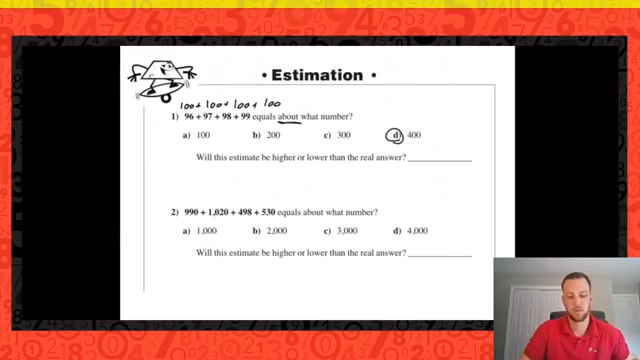 • Estimation •
100+ 100+ 100+ 100
1) 96 + 97 + 98 + 99 equals about what number?
a) 100 b) 200 c) 300 d) 400
Will this estimate be higher or lower than the real answer? __________
2) 990 + 1,020 + 498 + 530 equals about what number?
a) 1,000 b) 2,000 c) 3,000 d) 4,000
Will this estimate be higher or lower than the real answer? __________